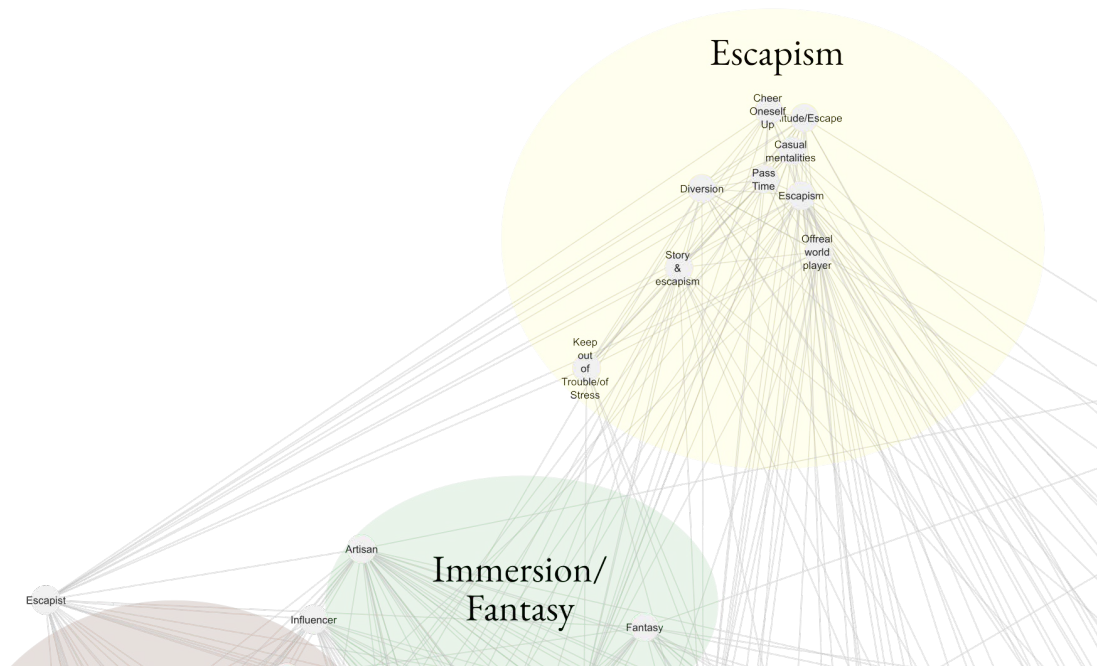 Escapism
Cheer
Oneself
Up
itude/Escape
Casual
mentalities
Pass
Time
Diversion
Escapism
Offreal
world
player
Story
&
escapism
Keep
out
of
Trouble/of
Stress
Artisan
Immersion/
Fantasy
Escapist
Influencer
Fantasy